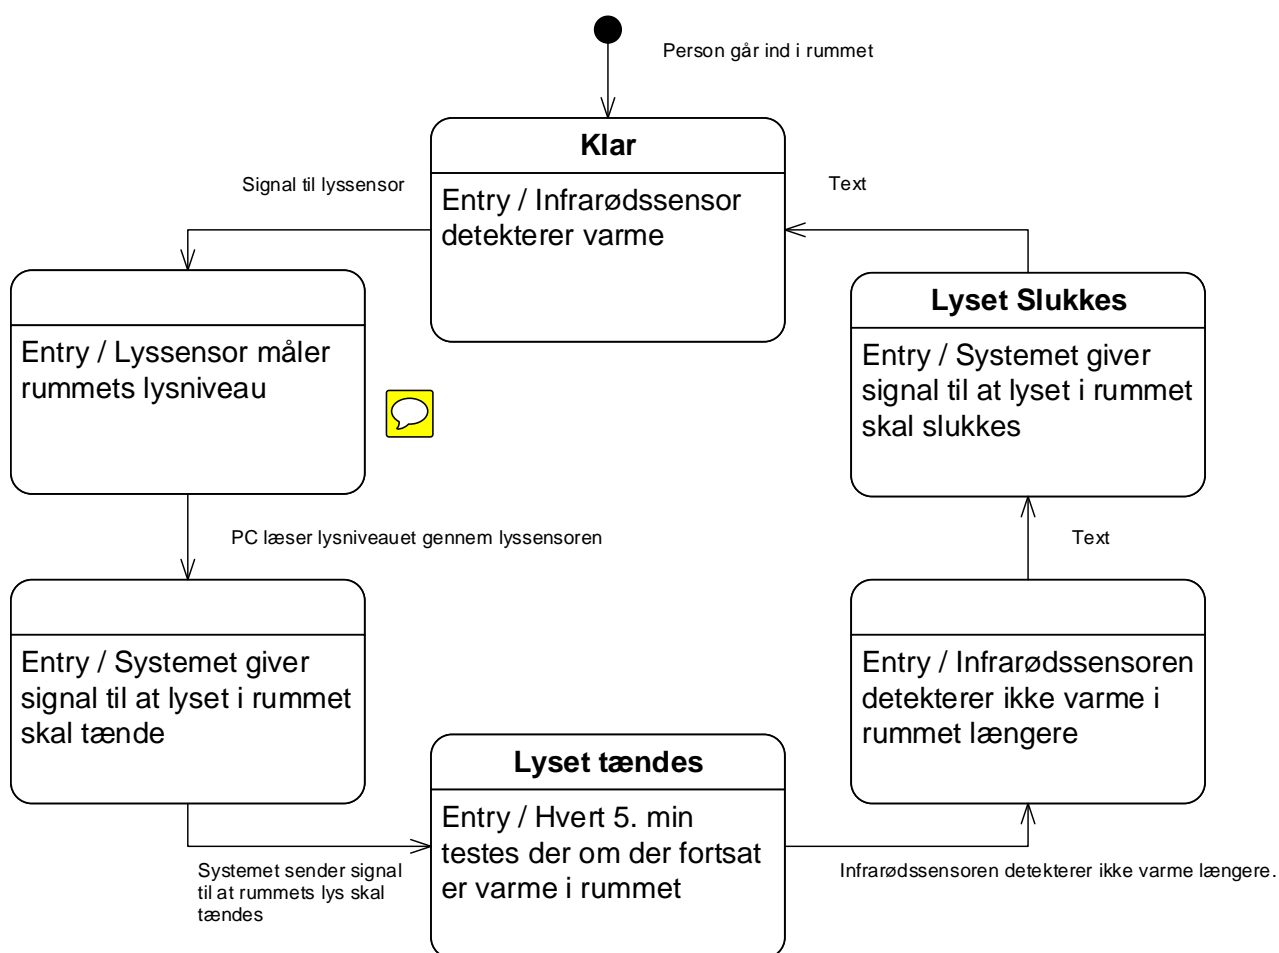 Person går ind i rummet
Klar
Entry / Infrarødssensor
detekterer varme
Signal til lyssensor
Text
Entry / Lyssensor måler
rummets lysniveau
Lyset Slukkes
Entry / Systemet giver
signal til at lyset i rummet
skal slukkes
PC læser lysniveauet gennem lyssensoren
Text
Entry / Systemet giver
signal til at lyset i rummet
skal tænde
Entry / Infrarødssensoren
detekterer ikke varme i
rummet længere
Lyset tændes
Entry / Hvert 5. min
testes der om der fortsat
er varme i rummet
Systemet sender signal
til at rummets lys skal
tændes
Infrarødssensoren detekterer ikke varme længere.